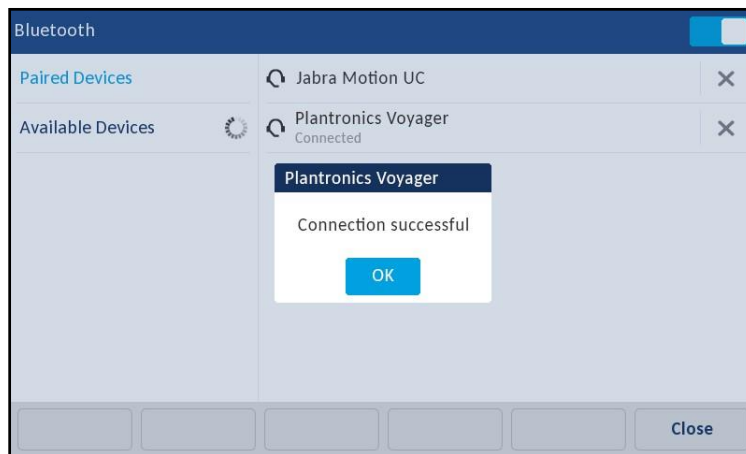 Bluetooth
Paired Devices
Jabra Motion UC
Available Devices
Plantronics Voyager
Connected
Plantronics Voyager
Connection successful
OK
Close